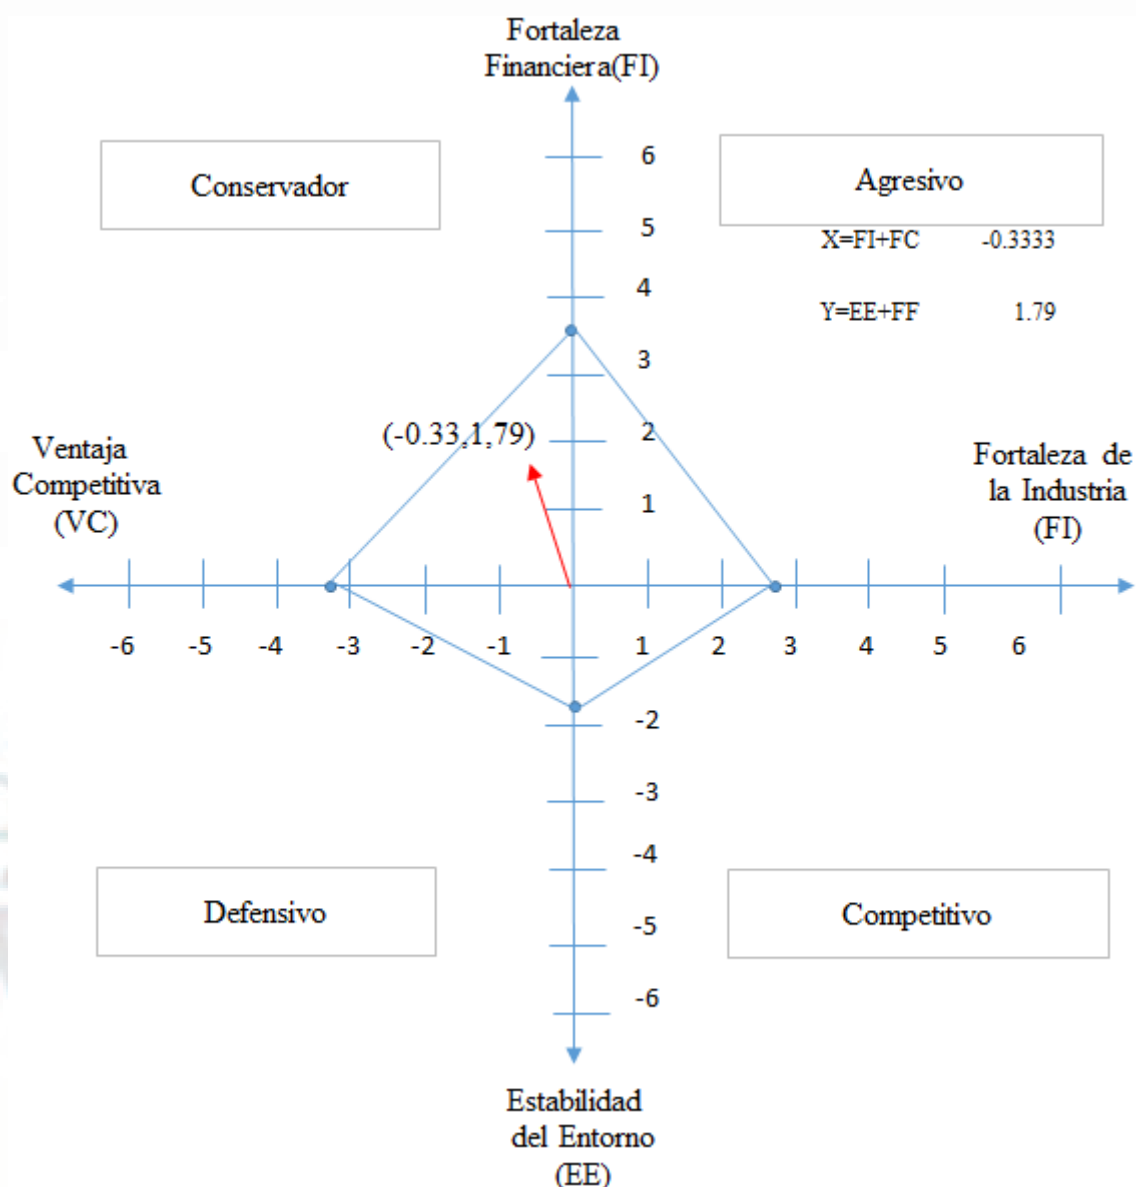 Fortaleza
Financiera(FI)
Conservador
Agresivo
6
5
X=FI+FC -0.3333
4
Y=EE+FF 1.79
3
(-0.33,1,79)
2
Ventaja
Competitiva
(VC)
Fortaleza de
la Industria
(FI)
1
-6 -5 -4 -3 -2 -1 1 2 3 4 5 6
-2
-3
-4
Defensivo
Competitivo
-5
-6
Estabilidad
del Entorno
(EE)